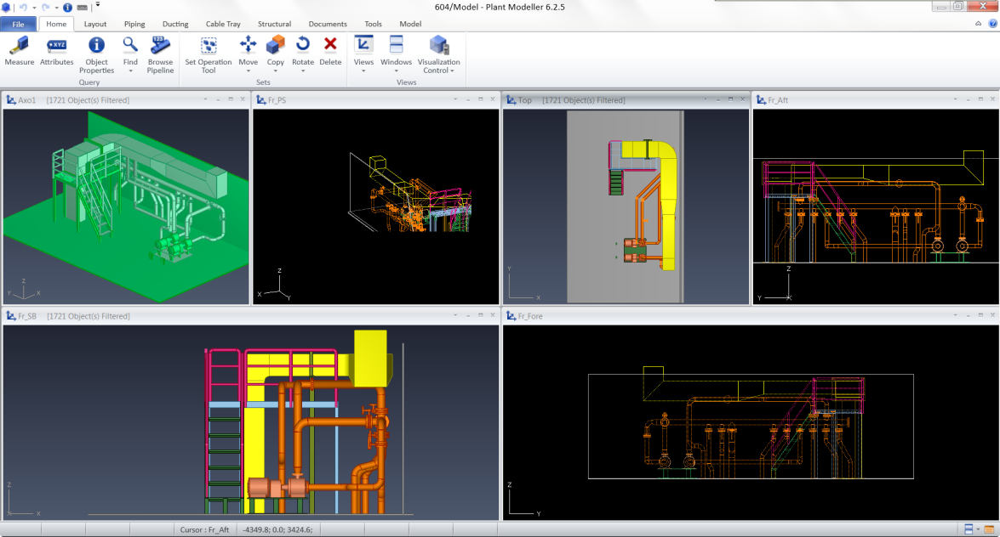 604/Model - Plant Modeller 6.2.5
File Home Layout Piping Ducting Cable Tray Structural Documents Tools Model
XYZ
Measure Attributes Object Properties Find Browse Pipeline Set Operation Tool Move Copy Rotate Delete Views Windows Visualization Control
Query Sets Views
Axo1 [1721 Object(s) Filtered] Fr_PS Top [1721 Object(s) Filtered] Fr_Aft
Z
Y X
Z
X Y
Y
X
Z
Y X
Fr_SB [1721 Object(s) Filtered] Fr_Fore
Z
X
Z
Y
Cursor : Fr_Aft -4349.8; 0.0; 3424.6;